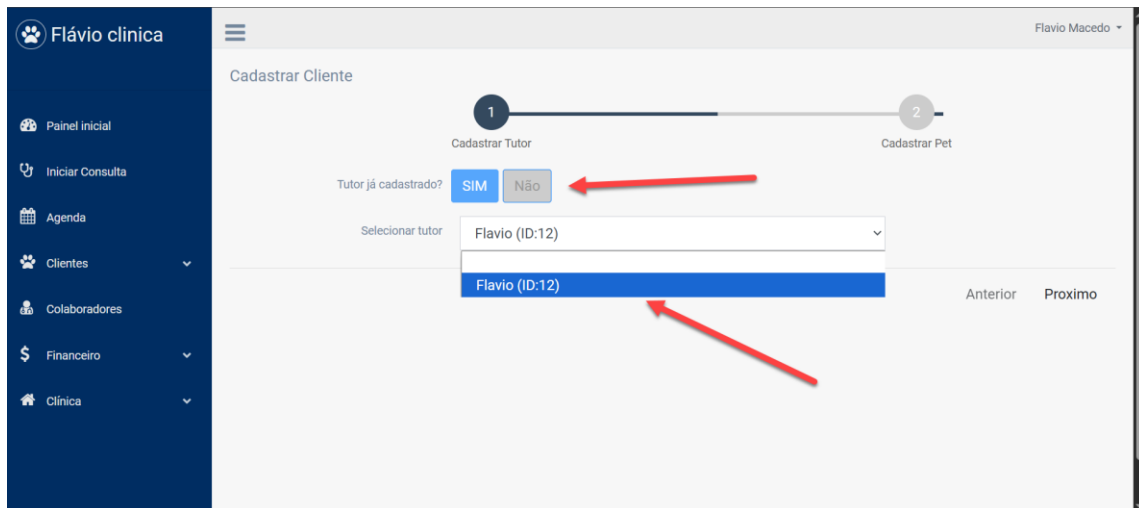 Flávio clinica
Flavio Macedo
Cadastrar Cliente
1
2
Cadastrar Tutor
Cadastrar Pet
Painel inicial
Iniciar Consulta
Agenda
Clientes
Colaboradores
Financeiro
Clínica
Tutor já cadastrado?
SIM
Não
Selecionar tutor
Flavio (ID:12)
Flavio (ID:12)
Anterior
Proximo